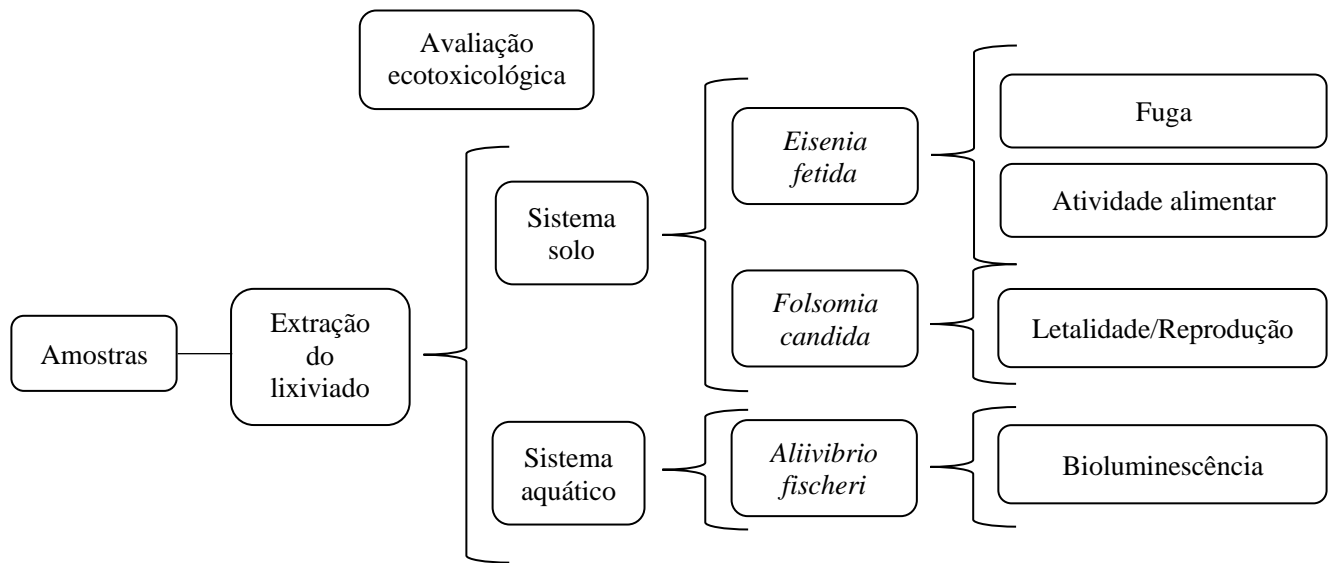 Avaliação
ecotoxicológica
Amostras
Extração
do
lixiviado
Sistema
solo
Eisenia
fetida
Fuga
Atividade alimentar
Folsomia
candida
Letalidade/Reprodução
Sistema
aquático
Aliivibrio
fischeri
Bioluminescência